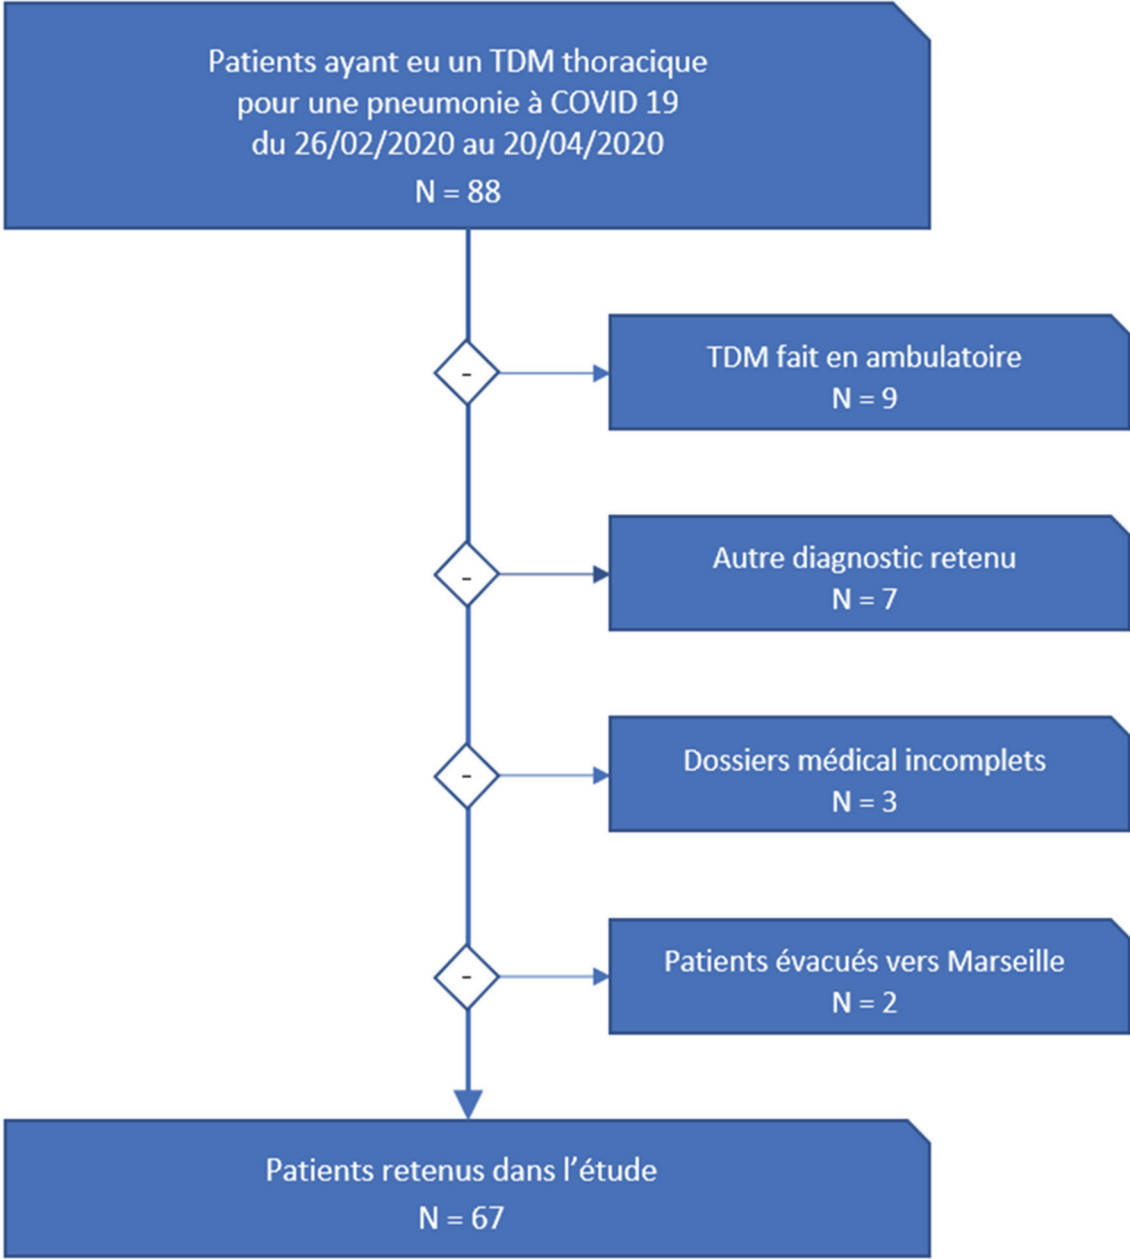 Patients ayant eu un TDM thoracique
pour une pneumonie à COVID 19
du 26/02/2020 au 20/04/2020
N = 88
-
TDM fait en ambulatoire
N = 9
-
Autre diagnostic retenu
N = 7
-
Dossiers médical incomplets
N = 3
-
Patients évacués vers Marseille
N = 2
Patients retenus dans l’étude
N = 67